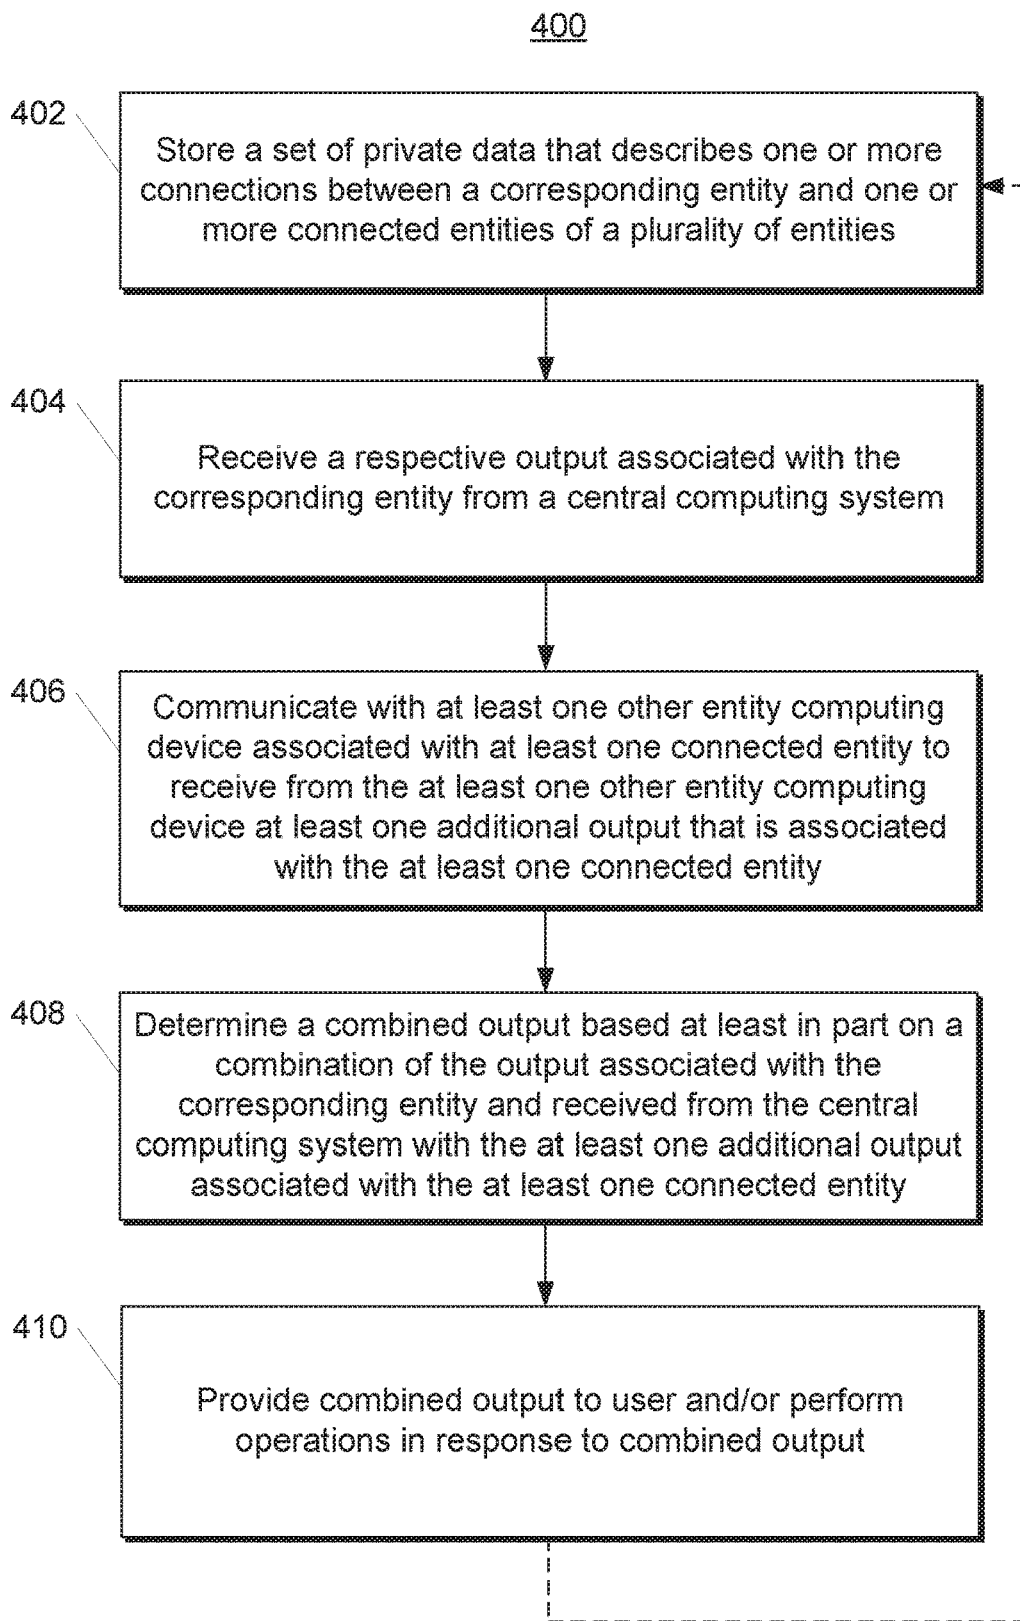 400
402
Store a set of private data that describes one or more
connections between a corresponding entity and one or
more connected entities of a plurality of entities
404
Receive a respective output associated with the
corresponding entity from a central computing system
406
Communicate with at least one other entity computing
device associated with at least one connected entity to
receive from the at least one other entity computing
device at least one additional output that is associated
with the at least one connected entity
408
Determine a combined output based at least in part on a
combination of the output associated with the
corresponding entity and received from the central
computing system with the at least one additional output
associated with the at least one connected entity
410
Provide combined output to user and/or perform
operations in response to combined output